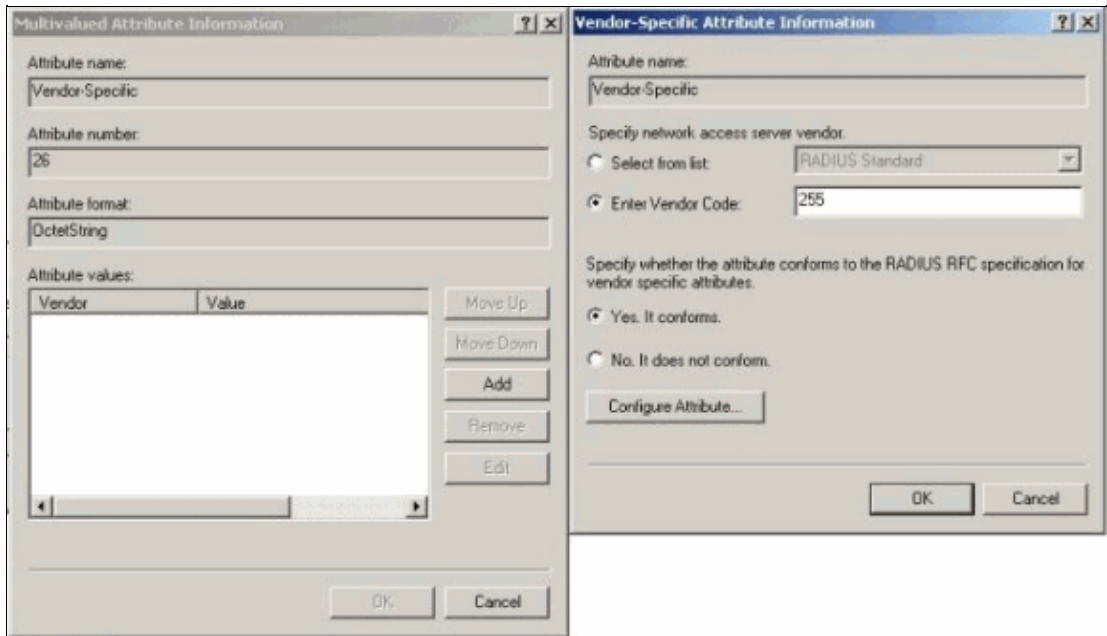 Multivalued Attribute Information
Attribute name:
Vendor-Specific
Attribute number:
26
Attribute format:
OctetString
Attribute values:
Vendor Value
Move Up
Move Down
Add
Remove
Edit
OK Cancel
Vendor-Specific Attribute Information
Attribute name:
Vendor-Specific
Specify network access server vendor.
Select from list: RADIUS Standard
Enter Vendor Code: 255
Specify whether the attribute conforms to the RADIUS RFC specification for
vendor specific attributes.
Yes. It conforms.
No. It does not conform.
Configure Attribute...
OK Cancel